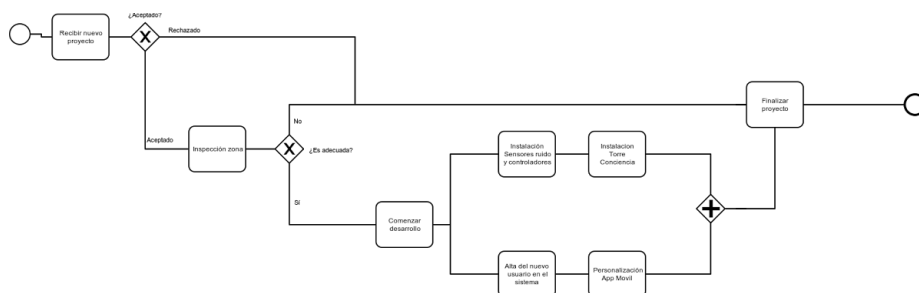 ¿Aceptado?
Rechazado
Recibir nuevo
proyecto
Finalizar
proyecto
No
Aceptado
Inspección zona
¿Es adecuada?
Instalación
Sensores ruido
y controladores
Instalacion
Torre
Conciencia
Sí
Comenzar
desarrollo
Alta del nuevo
usuario en el
sistema
Personalización
App Movil